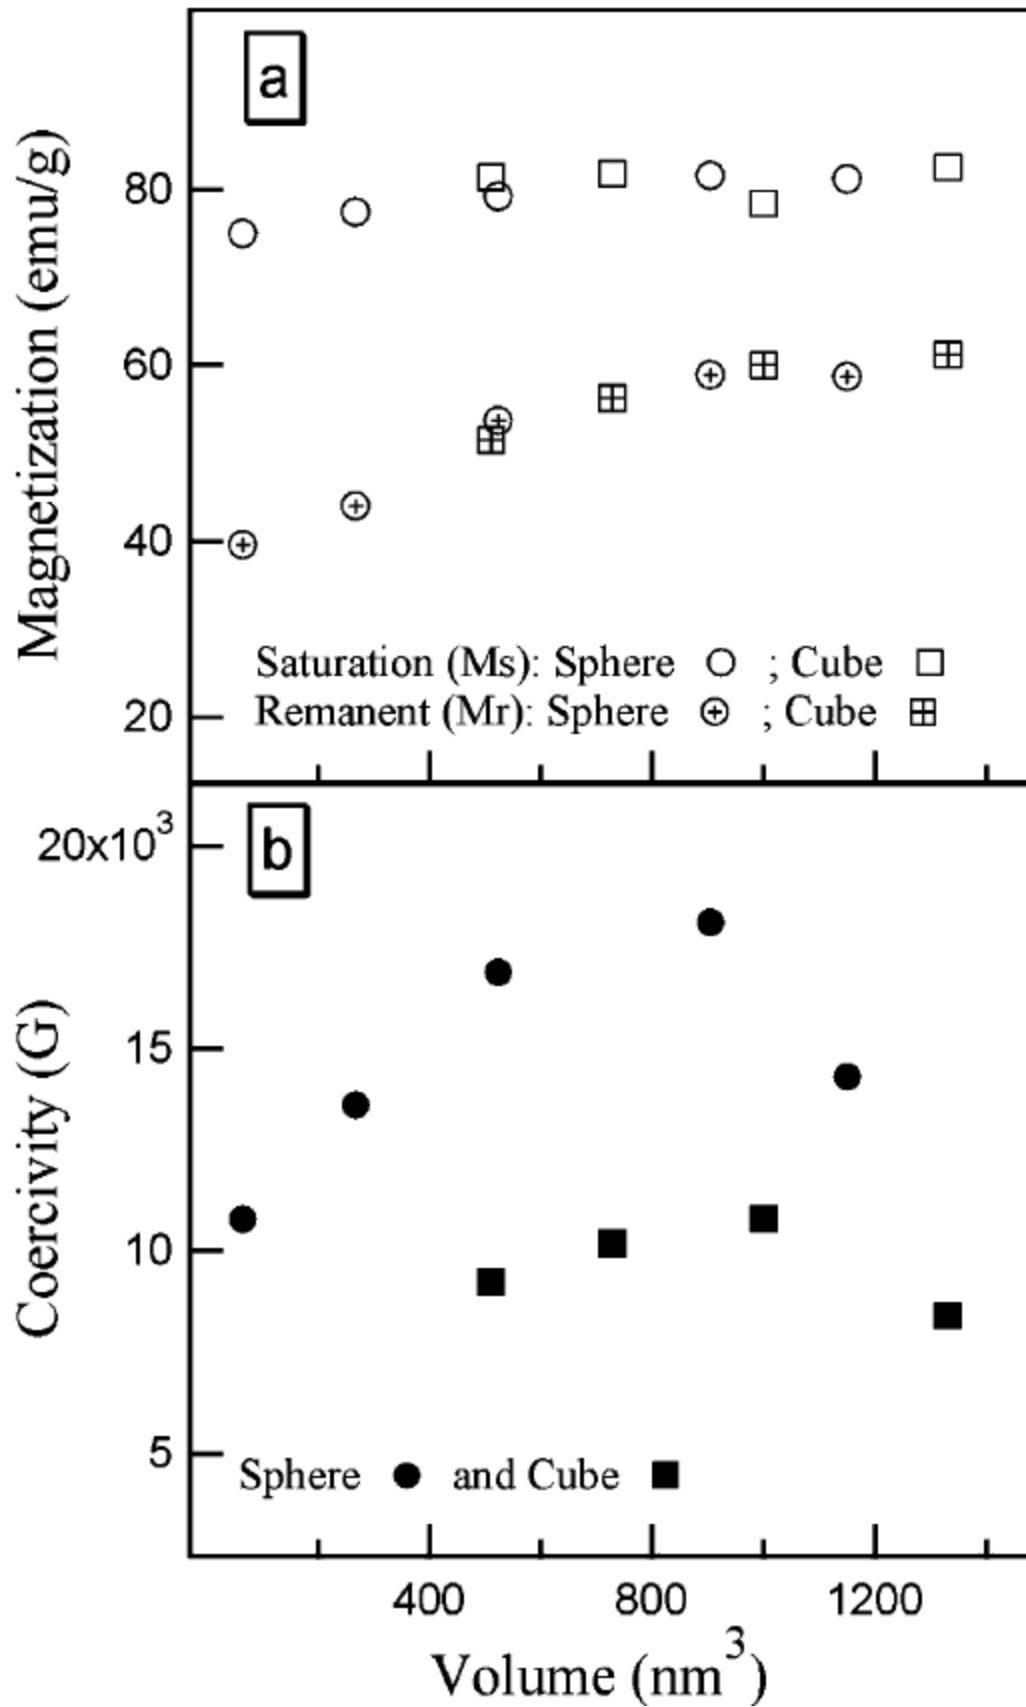 a
Magnetization (emu/g)
80
60
40
20
Saturation (Ms): Sphere ○ ; Cube □
Remanent (Mr): Sphere ⊕ ; Cube ⊞
b
Coercivity (G)
20x10³
15
10
5
Sphere ● and Cube ■
400 800 1200
Volume (nm³)